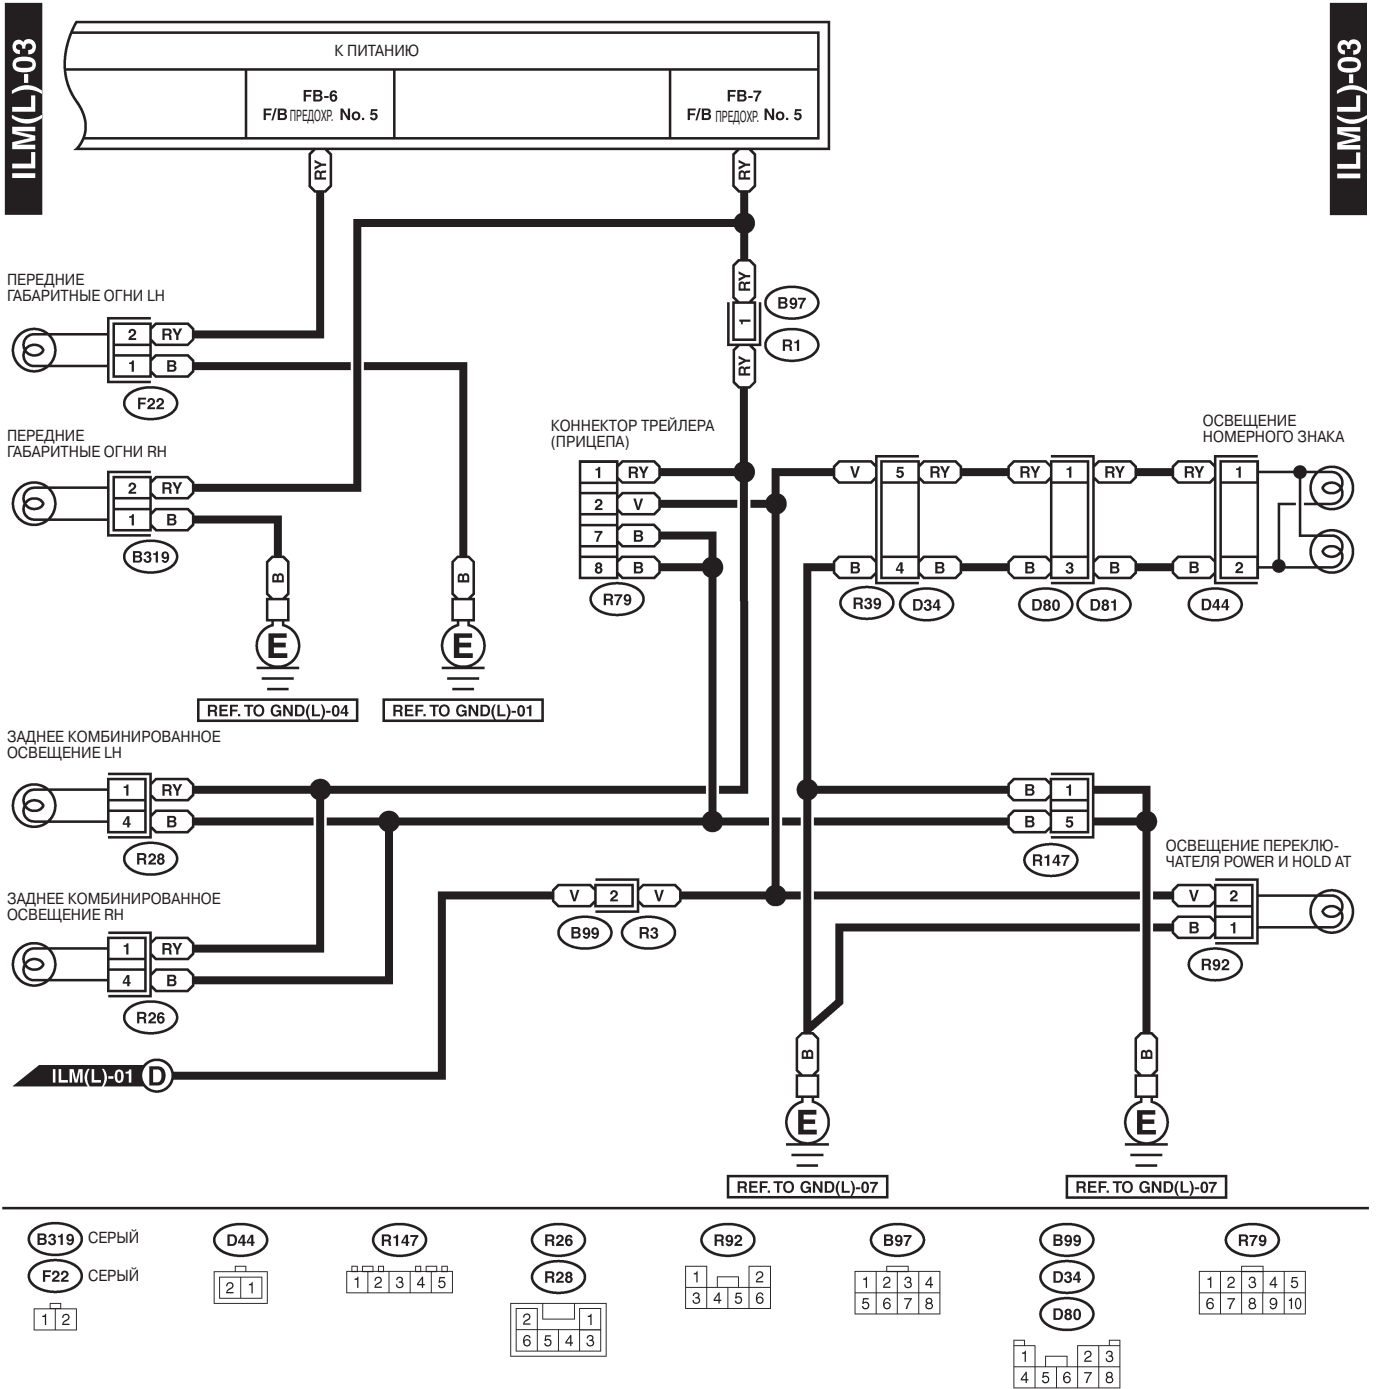 ILM(L)-03
ILM(L)-03
К ПИТАНИЮ
FB-6
F/B ПРЕДОХР. No. 5
FB-7
F/B ПРЕДОХР. No. 5
RY
RY
ПЕРЕДНИЕ
ГАБАРИТНЫЕ ОГНИ LH
2 RY
1 B
F22
RY
1
B97
R1
RY
ПЕРЕДНИЕ
ГАБАРИТНЫЕ ОГНИ RH
2 RY
1 B
B319
B
E
REF. TO GND(L)-04
B
E
REF. TO GND(L)-01
КОННЕКТОР ТРЕЙЛЕРА
(ПРИЦЕПА)
1 RY
2 V
7 B
8 B
R79
ОСВЕЩЕНИЕ
НОМЕРНОГО ЗНАКА
V 5 RY RY 1 RY RY 1
B 4 B B 3 B B 2
R39 D34 D80 D81 D44
ЗАДНЕЕ КОМБИНИРОВАННОЕ
ОСВЕЩЕНИЕ LH
1 RY
4 B
R28
B 1
B 5
R147
ОСВЕЩЕНИЕ ПЕРЕКЛЮ-
ЧАТЕЛЯ POWER И HOLD AT
V 2
B 1
R92
ЗАДНЕЕ КОМБИНИРОВАННОЕ
ОСВЕЩЕНИЕ RH
1 RY
4 B
R26
V 2 V
B99 R3
ILM(L)-01 D
B
E
REF. TO GND(L)-07
B
E
REF. TO GND(L)-07
B319 СЕРЫЙ
F22 СЕРЫЙ
1 2
D44
2 1
R147
1 2 3 4 5
R26
R28
2 1
6 5 4 3
R92
1 2
3 4 5 6
B97
1 2 3 4
5 6 7 8
B99
D34
D80
1 2 3
4 5 6 7 8
R79
1 2 3 4 5
6 7 8 9 10